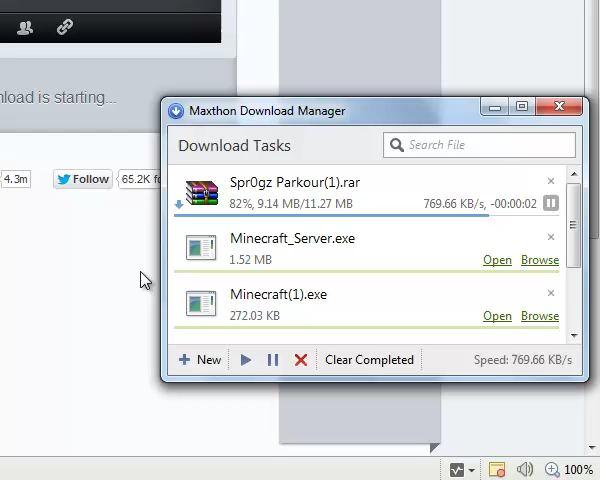 nload is starting...
4.3m
Follow
65.2K fo
Maxthon Download Manager
Download Tasks
Search File
Spr0gz Parkour(1).rar
82%, 9.14 MB/11.27 MB 769.66 KB/s, -00:00:02
Minecraft_Server.exe
1.52 MB Open Browse
Minecraft(1).exe
272.03 KB Open Browse
New Clear Completed Speed: 769.66 KB/s
100%